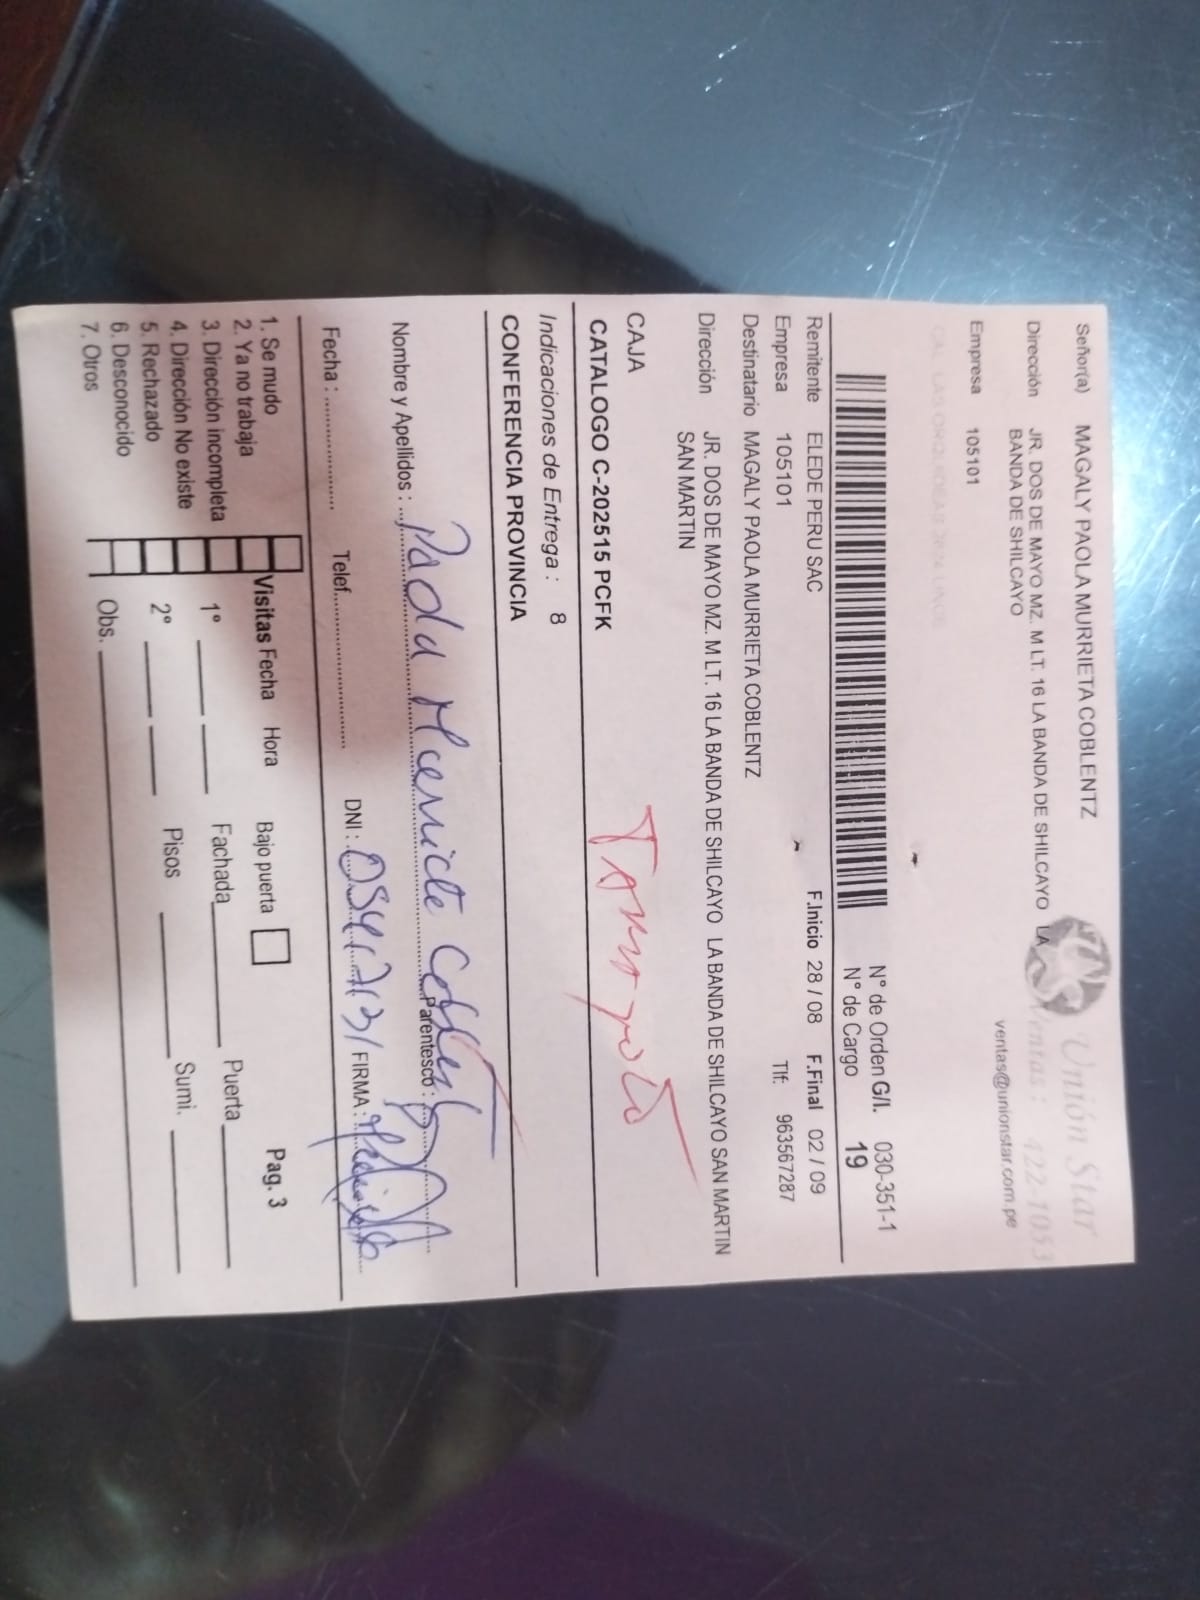 Señor(a) MAGALY PAOLA MURRIETA COBLENTZ
Dirección JR. DOS DE MAYO MZ. M LT. 16 LA BANDA DE SHILCAYO LA
BANDA DE SHILCAYO
Empresa 105101
Unión Star
Ventas : 422-1053
ventas@unionstar.com.pe
N° de Orden G/I. 030-351-1
N° de Cargo 19
Remitente ELEDE PERU SAC F.Inicio 28 / 08 F.Final 02 / 09
Empresa 105101 Tlf: 963567287
Destinatario MAGALY PAOLA MURRIETA COBLENTZ
Dirección JR. DOS DE MAYO MZ. M LT. 16 LA BANDA DE SHILCAYO LA BANDA DE SHILCAYO SAN MARTIN
SAN MARTIN
CAJA
Tarapoto
CATALOGO C-202515 PCFK
Indicaciones de Entrega : 8
CONFERENCIA PROVINCIA
Nombre y Apellidos : Parentesco :
Fecha : Telef. DNI : FIRMA :
1. Se mudo
2. Ya no trabaja
3. Dirección incompleta
4. Dirección No existe
5. Rechazado
6. Desconocido
7. Otros
Visitas Fecha Hora Bajo puerta Pag. 3
1° Fachada Puerta
2° Pisos Sumi.
Obs.